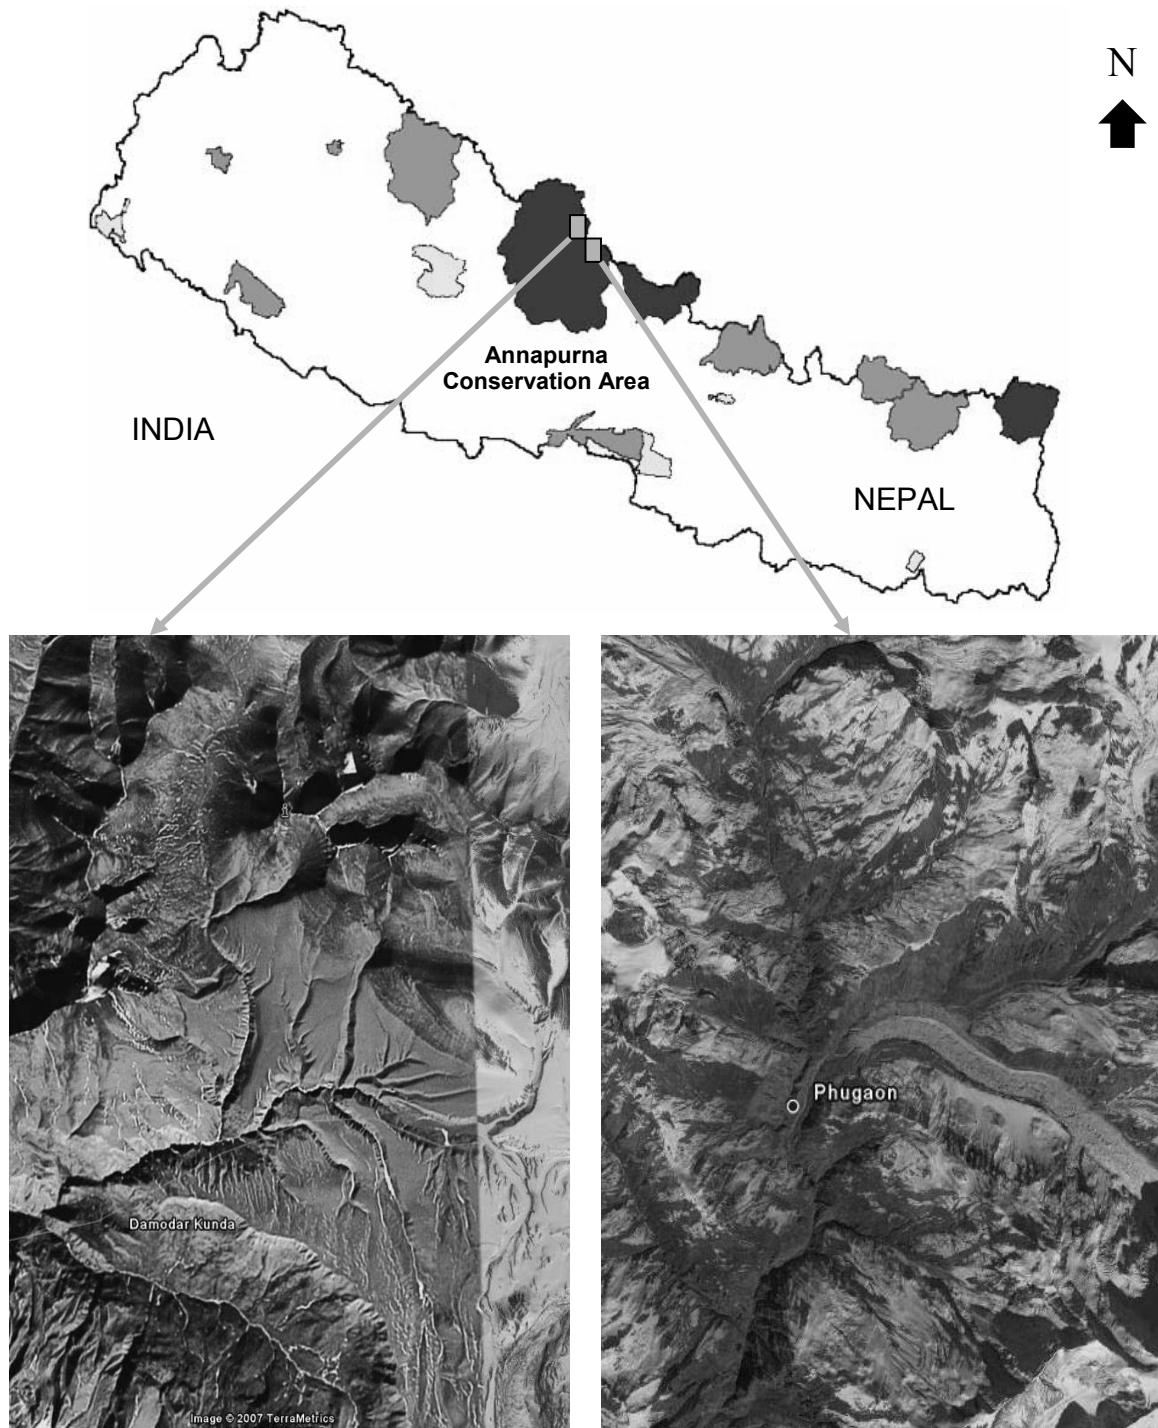 N
Annapurna
Conservation Area
INDIA
NEPAL
Phugaon
Damodar Kunda
Image © 2007 TerraMetrics